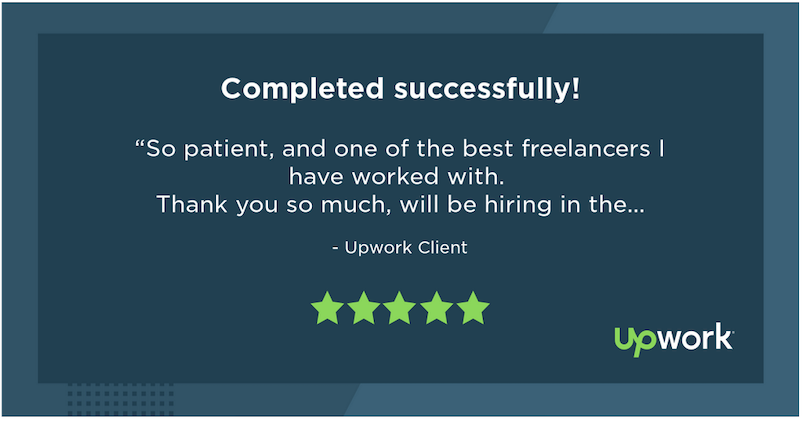 Completed successfully!
“So patient, and one of the best freelancers I
have worked with.
Thank you so much, will be hiring in the...
- Upwork Client
upwork